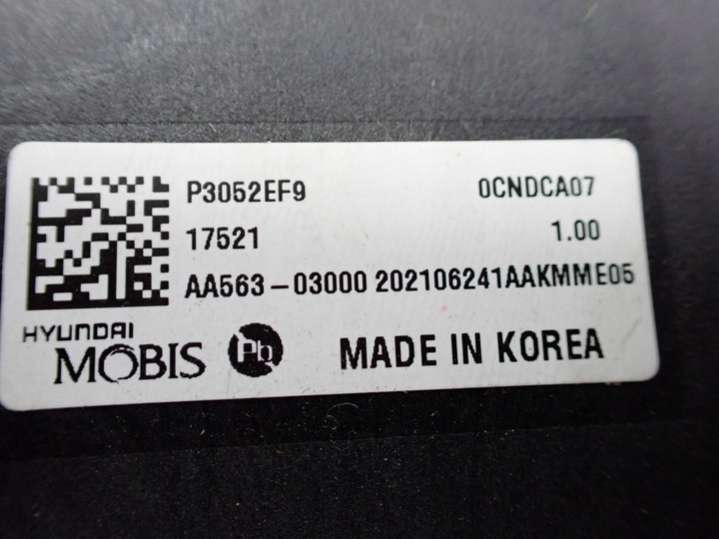 P3052EF9 0CNDCA07
17521 1.00
AA563-03000 202106241AAKMME05
HYUNDAI
MOBIS Pb MADE IN KOREA